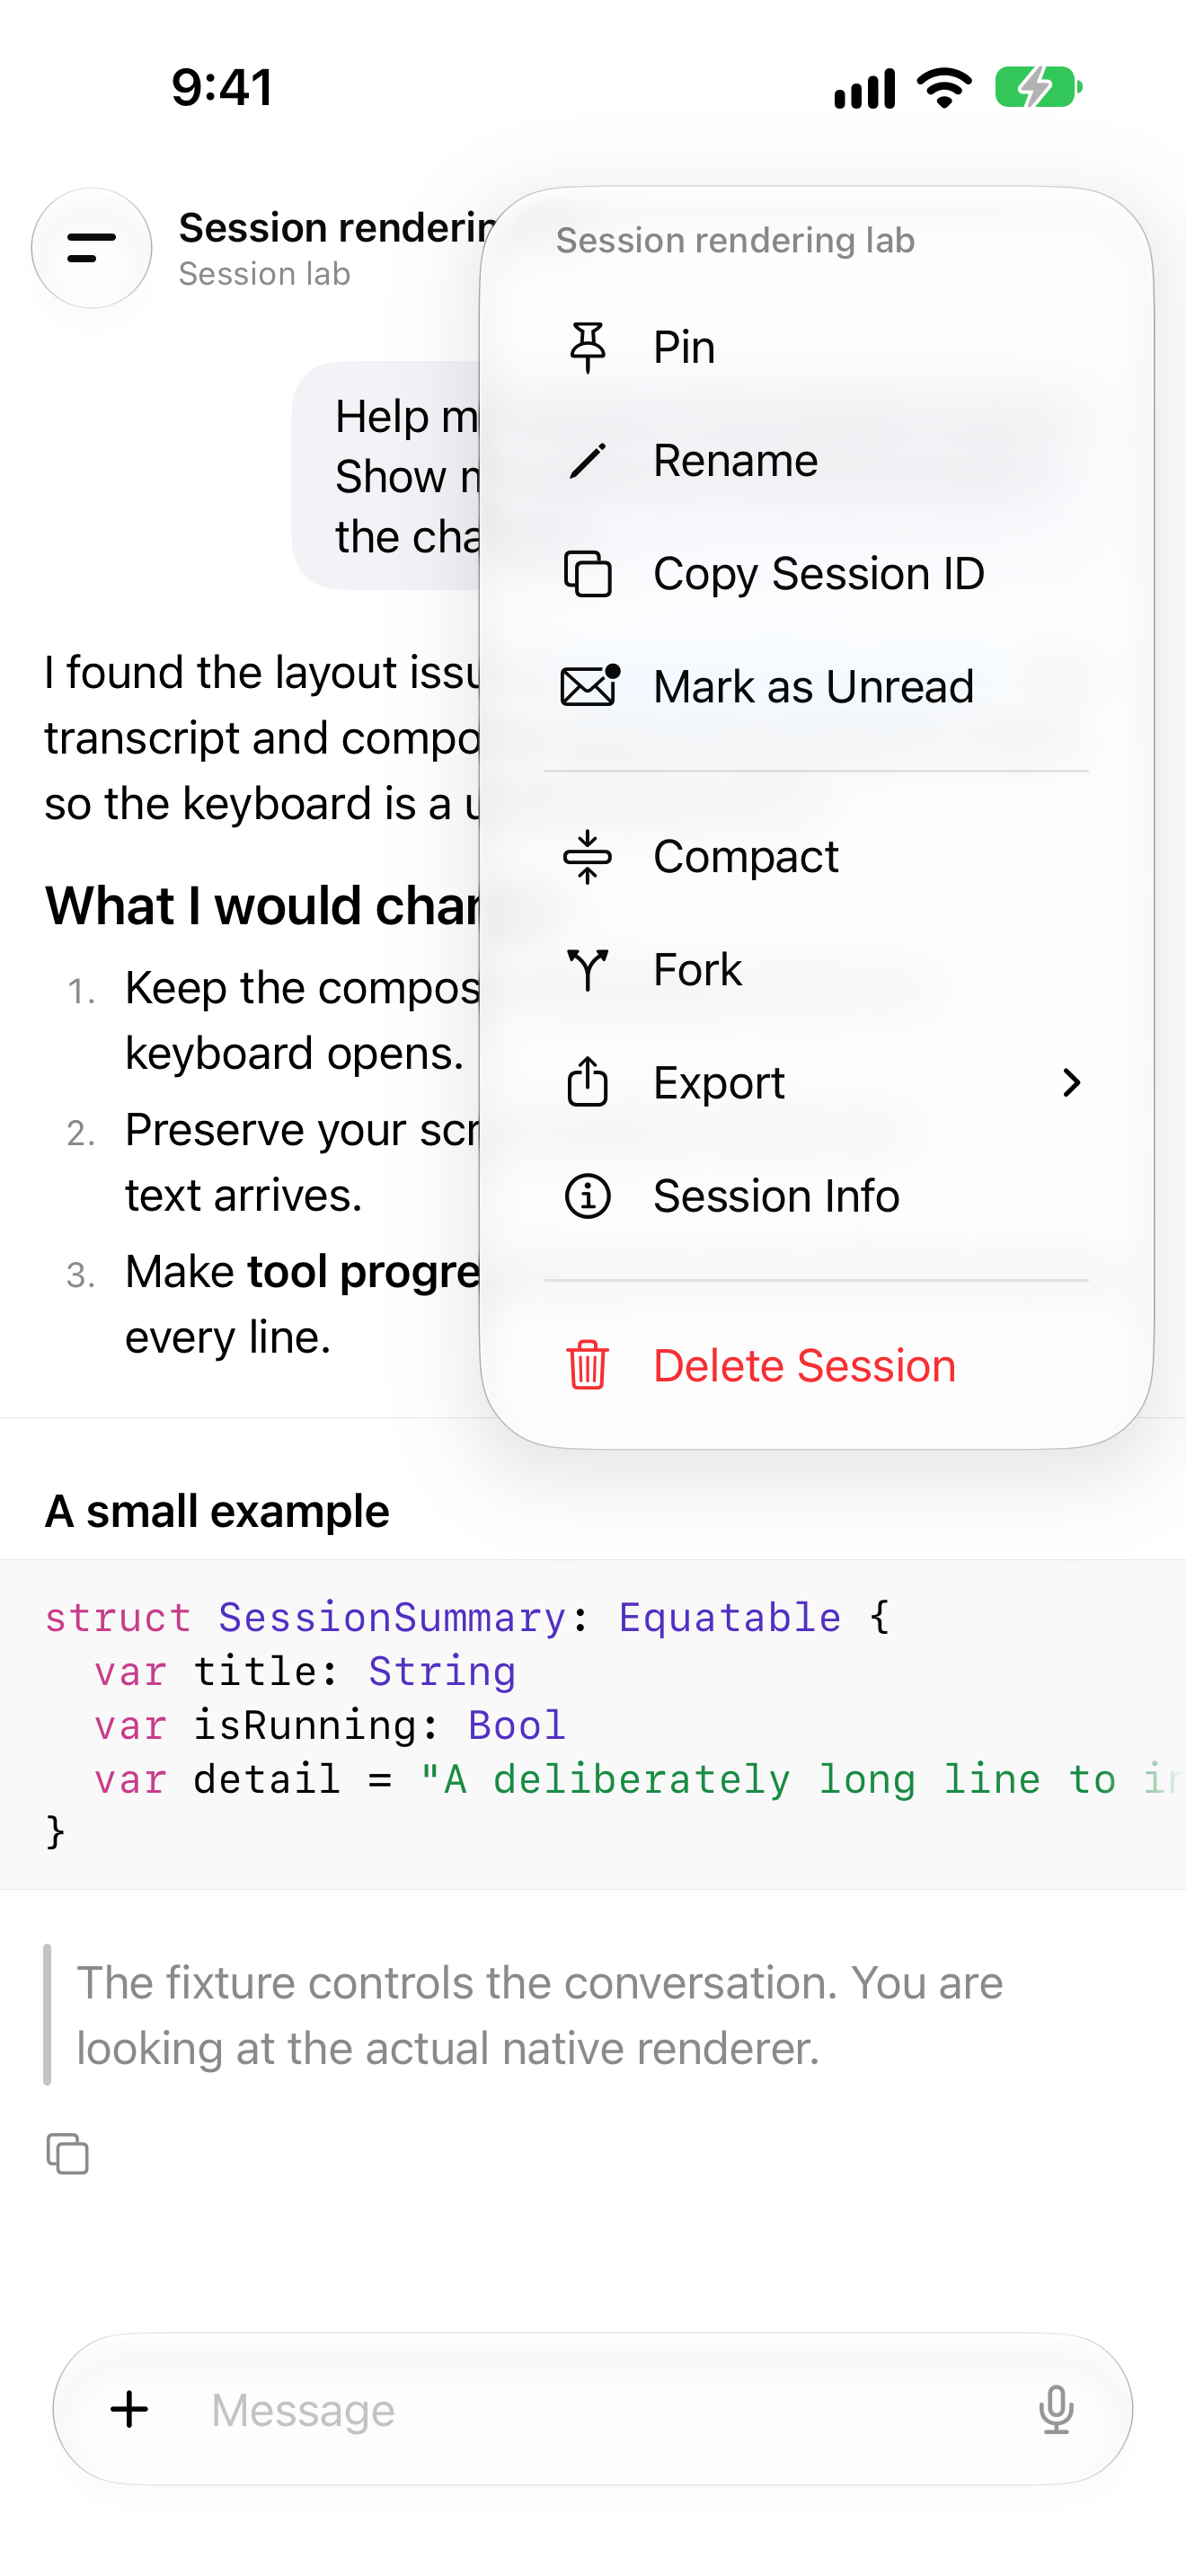 9:41
Session renderin
Session lab
Session rendering lab
Pin
Rename
Copy Session ID
Mark as Unread
Compact
Fork
Export
Session Info
Delete Session
Help m
Show m
the cha
I found the layout issu
transcript and compo
so the keyboard is a u
What I would chan
1. Keep the compos
keyboard opens.
2. Preserve your scr
text arrives.
3. Make tool progre
every line.
A small example
struct SessionSummary: Equatable {
  var title: String
  var isRunning: Bool
  var detail = "A deliberately long line to in
}
The fixture controls the conversation. You are
looking at the actual native renderer.
Message